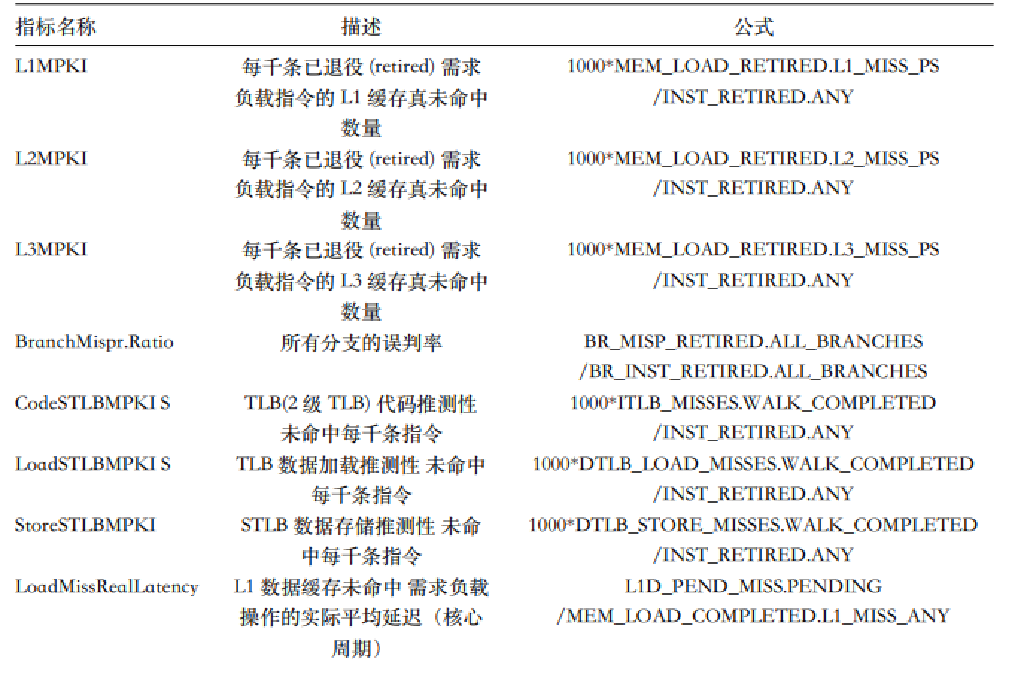 指标名称 描述 公式
L1MPKI 每千条已退役 (retired) 需求 1000*MEM_LOAD_RETIRED.L1_MISS_PS
负载指令的 L1 缓存真未命中 /INST_RETIRED.ANY
数量
L2MPKI 每千条已退役 (retired) 需求 1000*MEM_LOAD_RETIRED.L2_MISS_PS
负载指令的 L2 缓存真未命中 /INST_RETIRED.ANY
数量
L3MPKI 每千条已退役 (retired) 需求 1000*MEM_LOAD_RETIRED.L3_MISS_PS
负载指令的 L3 缓存真未命中 /INST_RETIRED.ANY
数量
BranchMispr.Ratio 所有分支的误判率 BR_MISP_RETIRED.ALL_BRANCHES
/BR_INST_RETIRED.ALL_BRANCHES
CodeSTLBMPKI S TLB(2 级 TLB) 代码推测性 1000*ITLB_MISSES.WALK_COMPLETED
未命中每千条指令 /INST_RETIRED.ANY
LoadSTLBMPKI S TLB 数据加载推测性 未命中 1000*DTLB_LOAD_MISSES.WALK_COMPLETED
每千条指令 /INST_RETIRED.ANY
StoreSTLBMPKI STLB 数据存储推测性 未命 1000*DTLB_STORE_MISSES.WALK_COMPLETED
中每千条指令 /INST_RETIRED.ANY
LoadMissRealLatency L1 数据缓存未命中 需求负载 L1D_PEND_MISS.PENDING
操作的实际平均延迟（核心 /MEM_LOAD_COMPLETED.L1_MISS_ANY
周期）